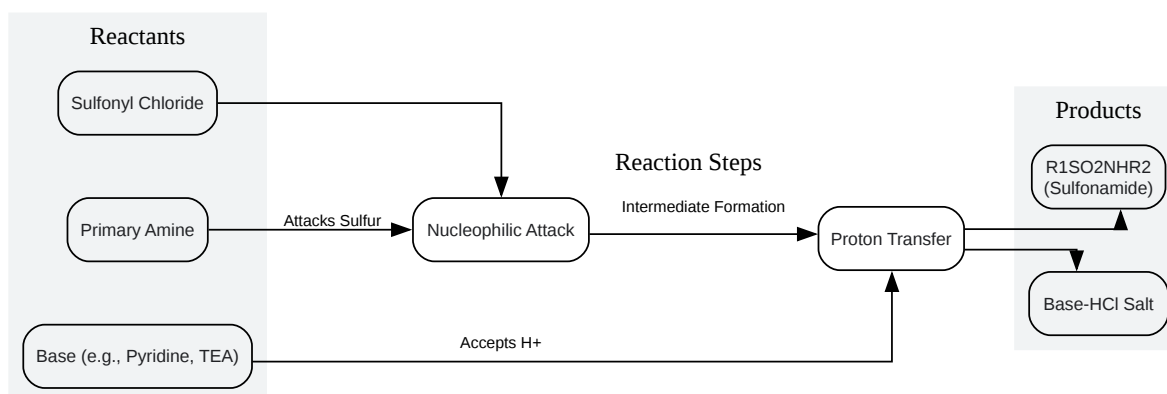 Reactants
Sulfonyl Chloride
Primary Amine
Base (e.g., Pyridine, TEA)
Attacks Sulfur
Nucleophilic Attack
Accepts H+
Reaction Steps
Intermediate Formation
Proton Transfer
Products
R1SO2NHR2
(Sulfonamide)
Base-HCl Salt